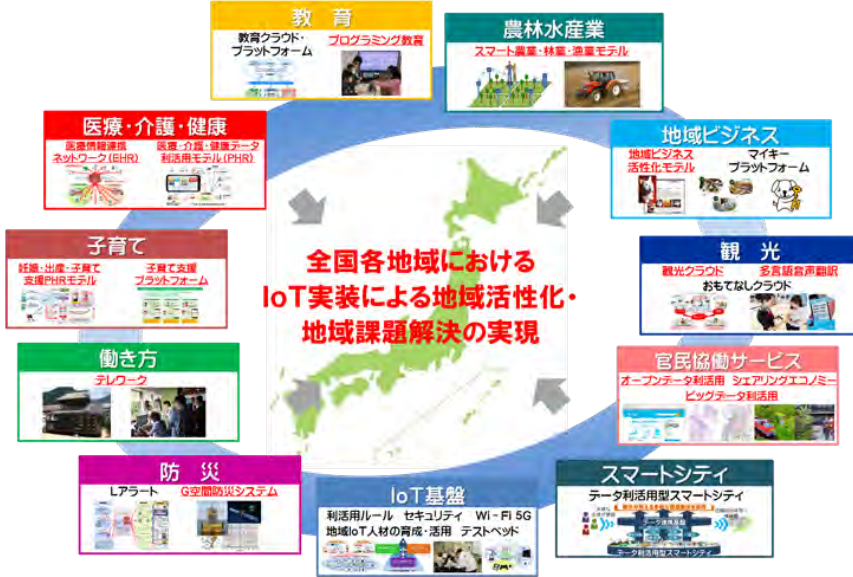 教 育
教育クラウド・
プラットフォーム
プログラミング教育
農林水産業
スマート農業・林業・漁業モデル
医療・介護・健康
医療情報連携
ネットワーク(EHR)
医療・介護・健康データ
利活用モデル(PHR)
地域ビジネス
地域ビジネス
活性化モデル
マイキー
プラットフォーム
子育て
妊娠・出産・子育て
支援PHRモデル
子育て支援
プラットフォーム
全国各地域における
IoT実装による地域活性化・
地域課題解決の実現
観 光
観光クラウド 多言語音声翻訳
おもてなしクラウド
働き方
テレワーク
官民協働サービス
オープンデータ利活用 シェアリングエコノミー
ビッグデータ利活用
防 災
Lアラート
G空間防災システム
IoT基盤
利活用ルール セキュリティ Wi-Fi 5G
地域IoT人材の育成・活用 テストベッド
スマートシティ
データ利活用型スマートシティ
データ連携基盤
データ利活用型スマートシティ